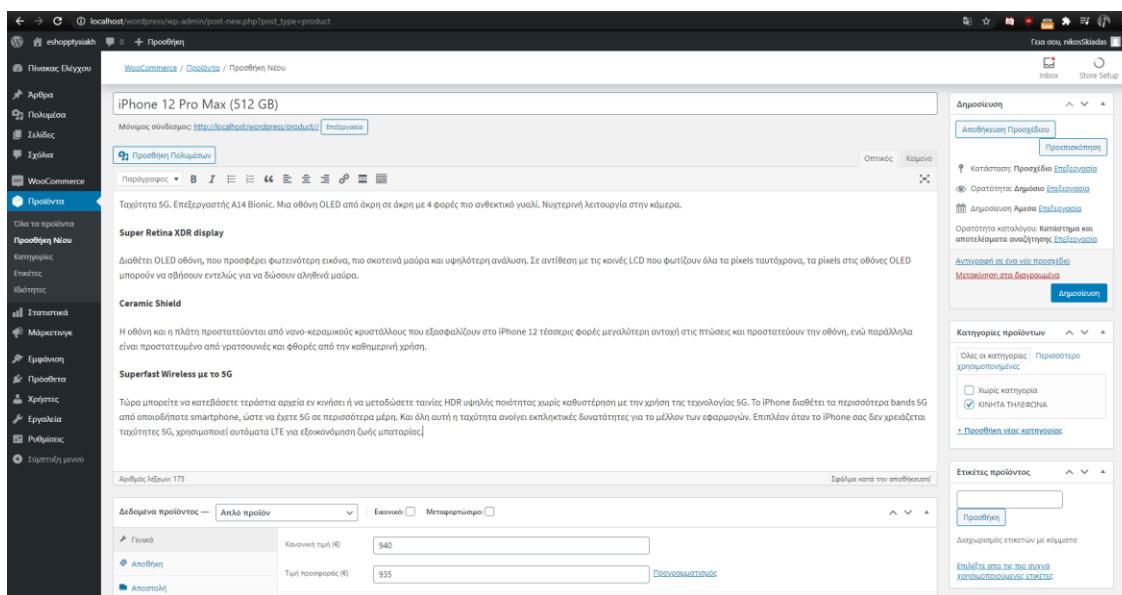 localhost/wordpress/wp-admin/post-new.php?post_type=product
eshopptyxiakh 0 + Προσθήκη
Γεια σου, nikosSkiadas
Πίνακας Ελέγχου
Άρθρα
Πολυμέσα
Σελίδες
Σχόλια
WooCommerce
Προϊόντα
Όλα τα προϊόντα
Προσθήκη Νέου
Κατηγορίες
Ετικέτες
Ιδιότητες
Στατιστικά
Μάρκετινγκ
Εμφάνιση
Πρόσθετα
Χρήστες
Εργαλεία
Ρυθμίσεις
Σύμπτυξη μενού
WooCommerce / Προϊόντα / Προσθήκη Νέου
Inbox
Store Setup
iPhone 12 Pro Max (512 GB)
Μόνιμος σύνδεσμος: http://localhost/wordpress/product// Επεξεργασία
Προσθήκη Πολυμέσων
Οπτικός Κείμενο
Παράγραφος B I
Ταχύτητα 5G. Επεξεργαστής A14 Bionic. Μια οθόνη OLED από άκρη σε άκρη με 4 φορές πιο ανθεκτικό γυαλί. Νυχτερινή λειτουργία στην κάμερα.
Super Retina XDR display
Διαθέτει OLED οθόνη, που προσφέρει φωτεινότερη εικόνα, πιο σκοτεινά μαύρα και υψηλότερη ανάλυση. Σε αντίθεση με τις κοινές LCD που φωτίζουν όλα τα pixels ταυτόχρονα, τα pixels στις οθόνες OLED
μπορούν να σβήσουν εντελώς για να δώσουν αληθινά μαύρα.
Ceramic Shield
Η οθόνη και η πλάτη προστατεύονται από νανο-κεραμικούς κρυστάλλους που εξασφαλίζουν στο iPhone 12 τέσσερις φορές μεγαλύτερη αντοχή στις πτώσεις και προστατεύουν την οθόνη, ενώ παράλληλα
είναι προστατευμένο από γρατσουνιές και φθορές από την καθημερινή χρήση.
Superfast Wireless με το 5G
Τώρα μπορείτε να κατεβάσετε τεράστια αρχεία εν κινήσει ή να μεταδώσετε ταινίες HDR υψηλής ποιότητας χωρίς καθυστέρηση με την χρήση της τεχνολογίας 5G. Το iPhone διαθέτει τα περισσότερα bands 5G
από οποιοδήποτε smartphone, ώστε να έχετε 5G σε περισσότερα μέρη. Και όλη αυτή η ταχύτητα ανοίγει εκπληκτικές δυνατότητες για το μέλλον των εφαρμογών. Επιπλέον όταν το iPhone σας δεν χρειάζεται
ταχύτητες 5G, χρησιμοποιεί αυτόματα LTE για εξοικονόμηση ζωής μπαταρίας.
Αριθμός λέξεων: 175
Σφάλμα κατά την αποθήκευση!
Δεδομένα προϊόντος — Απλό προϊόν Εικονικό: Μεταφορτώσιμο:
Γενικά
Αποθήκη
Αποστολή
Κανονική τιμή (€) 940
Τιμή προσφοράς (€) 935 Προγραμματισμός
Δημοσίευση
Αποθήκευση Προσχεδίου
Προεπισκόπηση
Κατάσταση: Προσχέδιο Επεξεργασία
Ορατότητα: Δημόσιο Επεξεργασία
Δημοσίευση Άμεσα Επεξεργασία
Ορατότητα καταλόγου: Κατάστημα και
αποτελέσματα αναζήτησης Επεξεργασία
Αντιγραφή σε ένα νέο προσχέδιο
Μετακίνηση στα διαγραμμένα
Δημοσίευση
Κατηγορίες προϊόντων
Όλες οι κατηγορίες Περισσότερο
χρησιμοποιημένες
Χωρίς κατηγορία
ΚΙΝΗΤΑ ΤΗΛΕΦΩΝΑ
+ Προσθήκη νέας κατηγορίας
Ετικέτες προϊόντος
Προσθήκη
Διαχωρισμός ετικετών με κόμματα
Επιλέξτε απο τις πιο συχνά
χρησιμοποιούμενες ετικέτες